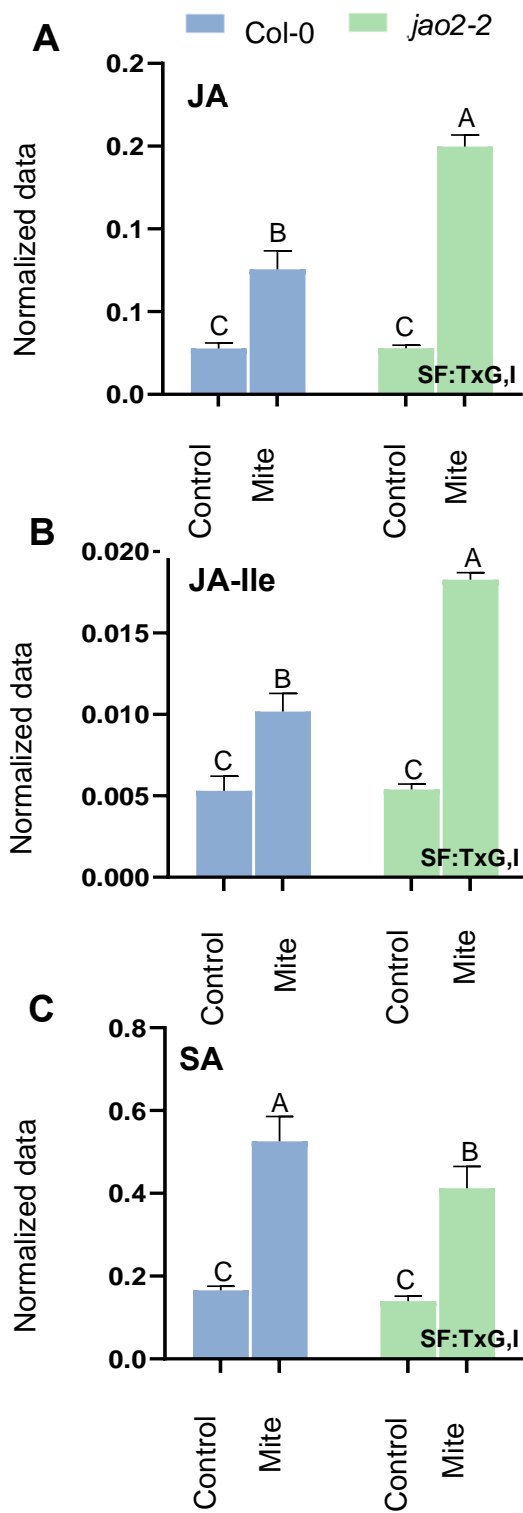 Col-0 jao2-2
A
JA
Normalized data
0.2
0.2
0.1
0.1
0.0
C
B
C
A
SF:TxG,I
Control
Mite
Control
Mite
B
JA-Ile
Normalized data
0.020
0.015
0.010
0.005
0.000
C
B
C
A
SF:TxG,I
Control
Mite
Control
Mite
C
SA
Normalized data
0.8
0.6
0.4
0.2
0.0
C
A
C
B
SF:TxG,I
Control
Mite
Control
Mite